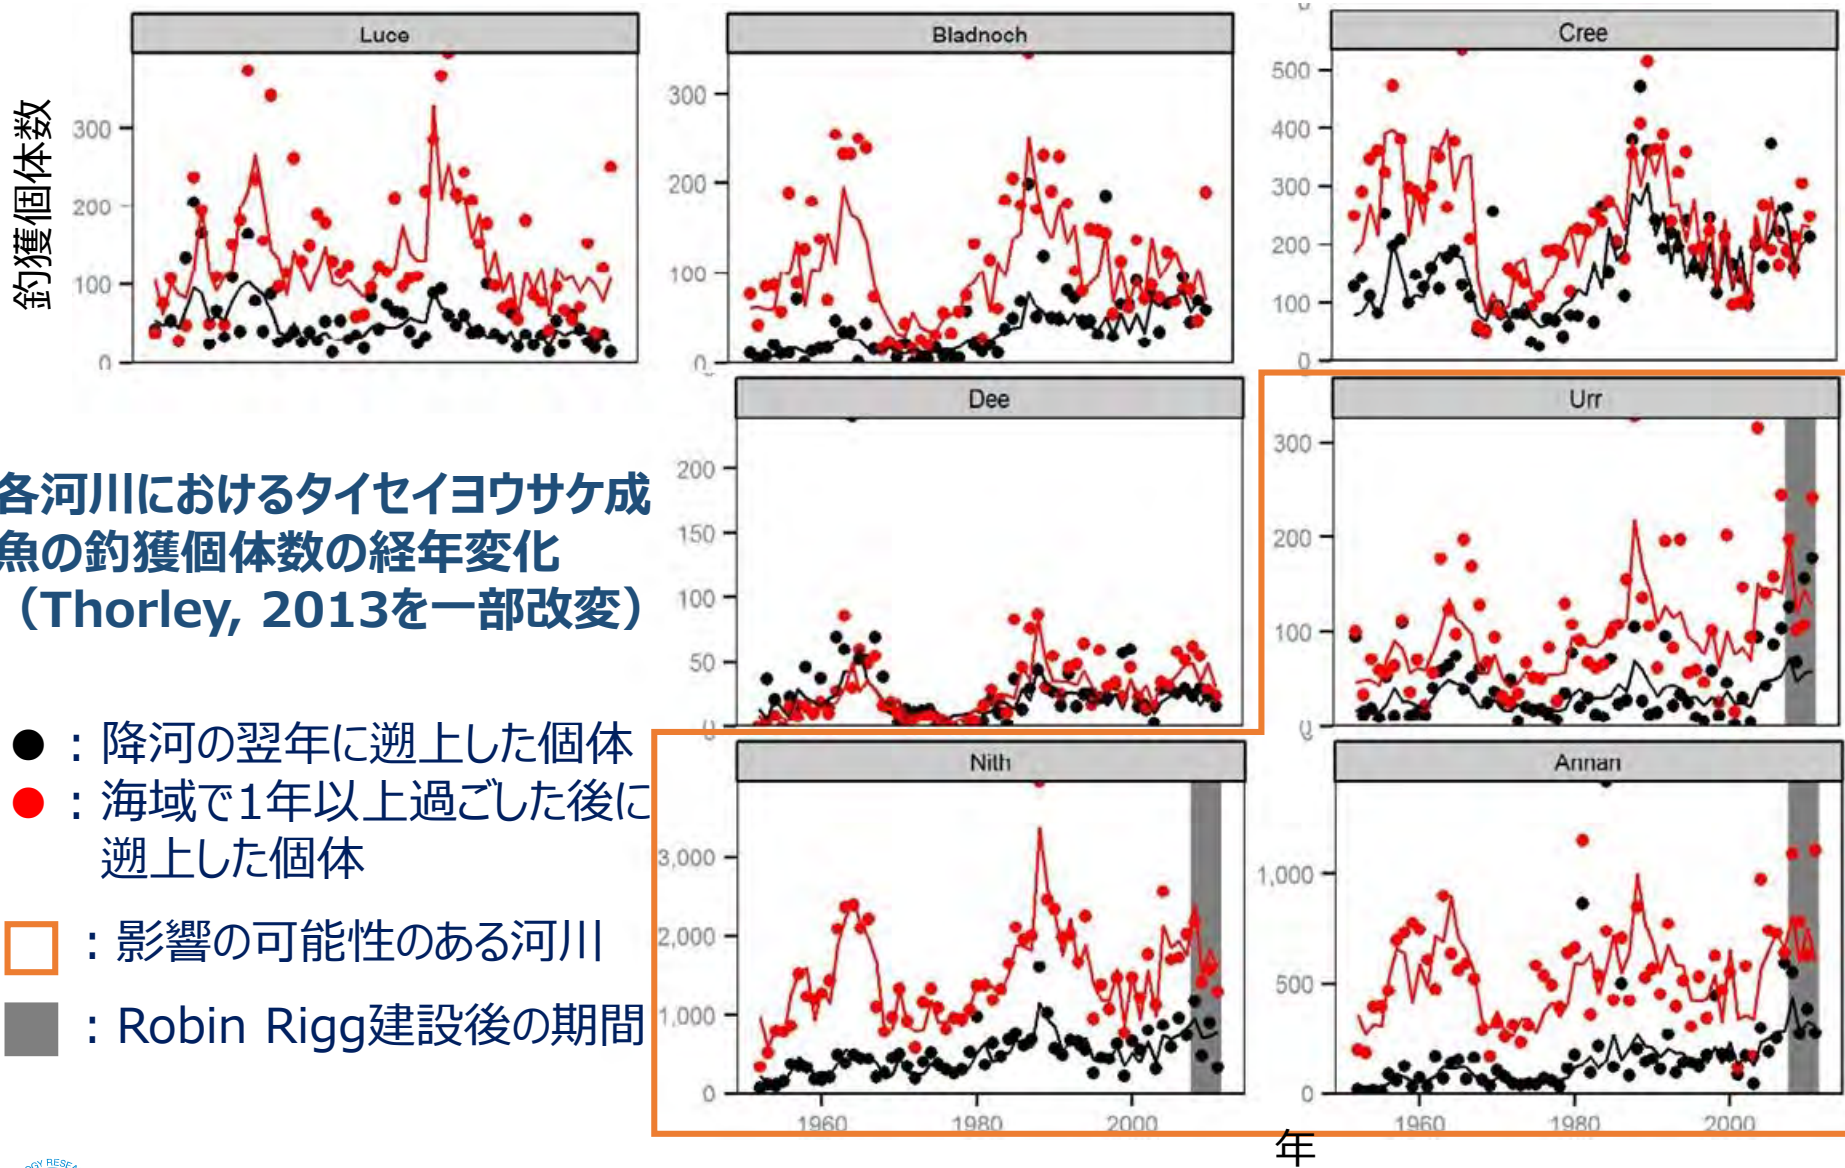 Luce
Bladnoch
Cree
釣獲個体数
300
200
100
0
300
200
100
0
500
400
300
200
100
0
Dee
Urr
200
150
100
50
0
300
200
100
0
各河川におけるタイセイヨウサケ成
魚の釣獲個体数の経年変化
（Thorley, 2013を一部改変）
●：降河の翌年に遡上した個体
●：海域で1年以上過ごした後に
遡上した個体
：影響の可能性のある河川
：Robin Rigg建設後の期間
Nith
Annan
3,000
2,000
1,000
0
1,000
500
0
1960
1980
2000
1960
1980
2000
年